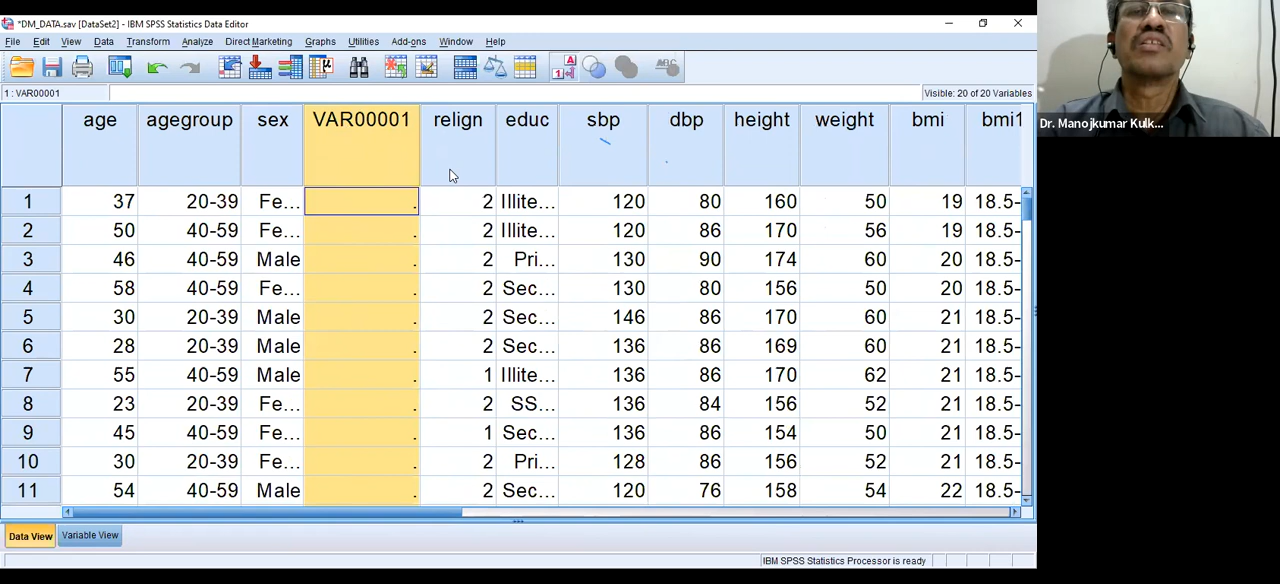 *DM_DATA.sav [DataSet2] - IBM SPSS Statistics Data Editor
File Edit View Data Transform Analyze Direct Marketing Graphs Utilities Add-ons Window Help
1 : VAR00001 Visible: 20 of 20 Variables
age agegroup sex VAR00001 relign educ sbp dbp height weight bmi bmi1
1 37 20-39 Fe... . 2 Illite... 120 80 160 50 19 18.5-
2 50 40-59 Fe... . 2 Illite... 120 86 170 56 19 18.5-
3 46 40-59 Male . 2 Pri... 130 90 174 60 20 18.5-
4 58 40-59 Fe... . 2 Sec... 130 80 156 50 20 18.5-
5 30 20-39 Male . 2 Sec... 146 86 170 60 21 18.5-
6 28 20-39 Male . 2 Sec... 136 86 169 60 21 18.5-
7 55 40-59 Male . 1 Illite... 136 86 170 62 21 18.5-
8 23 20-39 Fe... . 2 SS... 136 84 156 52 21 18.5-
9 45 40-59 Fe... . 1 Sec... 136 86 154 50 21 18.5-
10 30 20-39 Fe... . 2 Pri... 128 86 156 52 21 18.5-
11 54 40-59 Male . 2 Sec... 120 76 158 54 22 18.5-
Data View Variable View
IBM SPSS Statistics Processor is ready
Dr. Manojkumar Kulk...